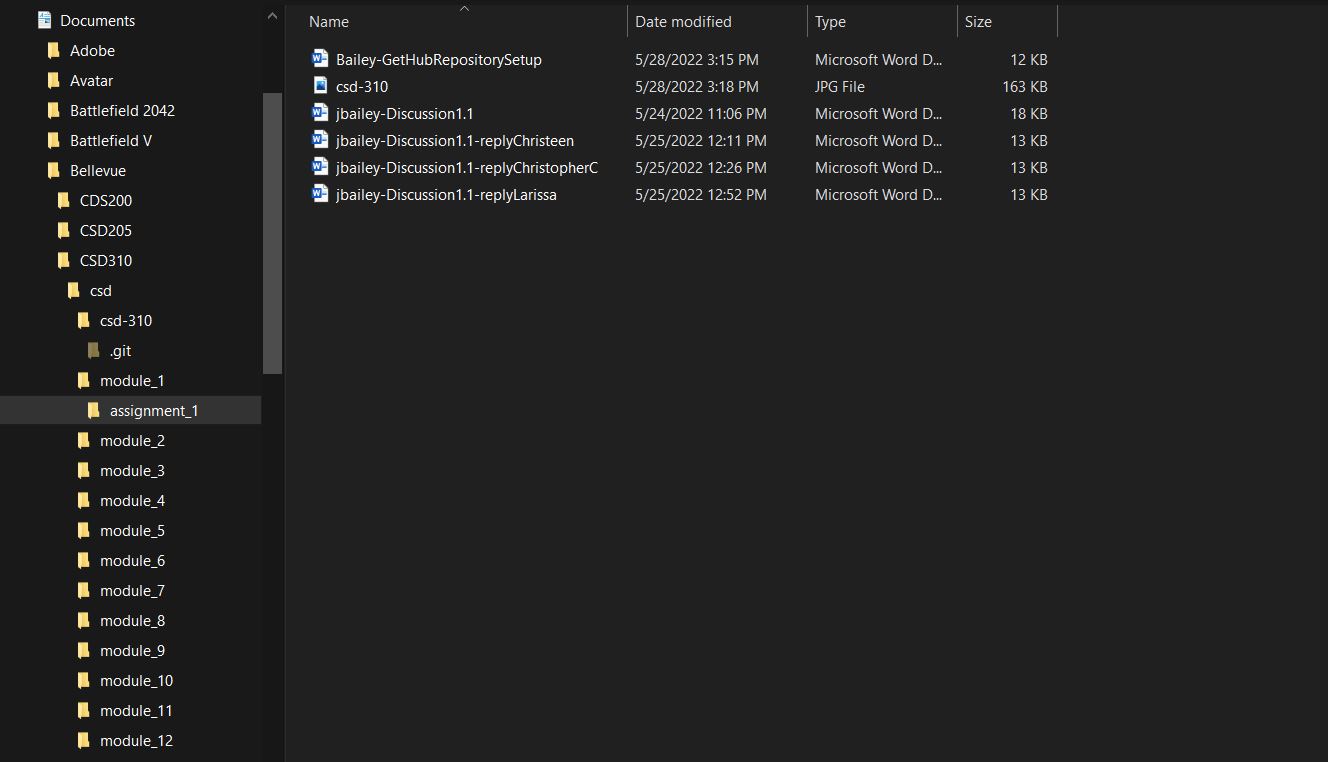 Documents
Adobe
Avatar
Battlefield 2042
Battlefield V
Bellevue
CDS200
CSD205
CSD310
csd
csd-310
.git
module_1
assignment_1
module_2
module_3
module_4
module_5
module_6
module_7
module_8
module_9
module_10
module_11
module_12
Name Date modified Type Size
Bailey-GetHubRepositorySetup 5/28/2022 3:15 PM Microsoft Word D... 12 KB
csd-310 5/28/2022 3:18 PM JPG File 163 KB
jbailey-Discussion1.1 5/24/2022 11:06 PM Microsoft Word D... 18 KB
jbailey-Discussion1.1-replyChristeen 5/25/2022 12:11 PM Microsoft Word D... 13 KB
jbailey-Discussion1.1-replyChristopherC 5/25/2022 12:26 PM Microsoft Word D... 13 KB
jbailey-Discussion1.1-replyLarissa 5/25/2022 12:52 PM Microsoft Word D... 13 KB